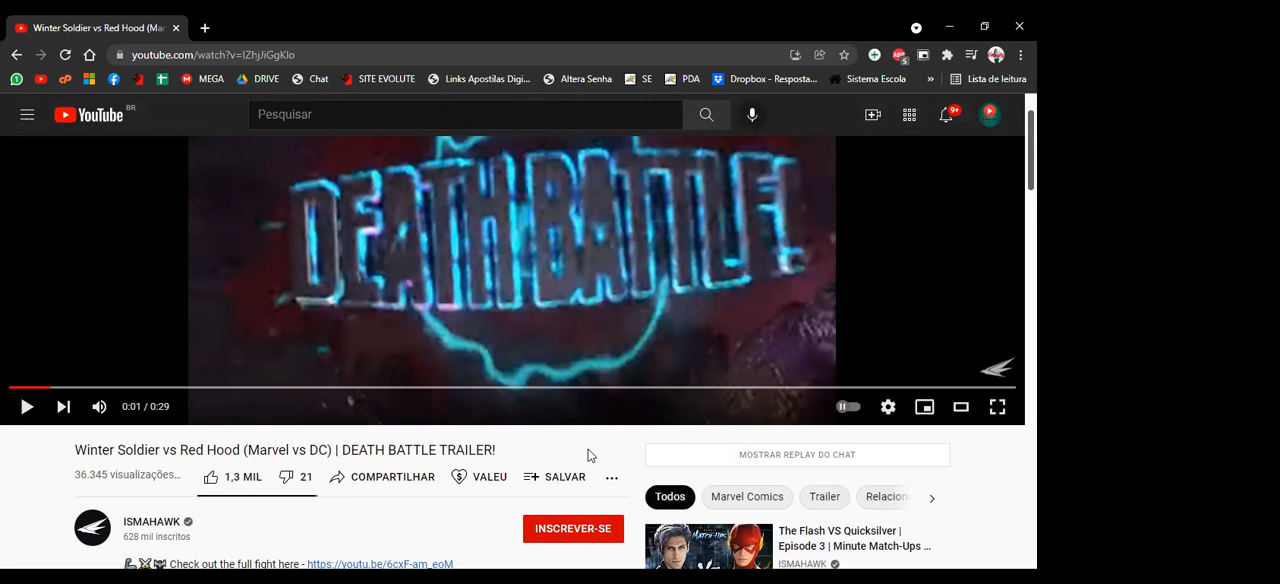 Winter Soldier vs Red Hood (Mar
youtube.com/watch?v=IZhjJiGgKlo
5
MEGA
DRIVE
Chat
SITE EVOLUTE
Links Apostilas Digi...
Altera Senha
SE
PDA
Dropbox - Resposta...
Sistema Escola
»
Lista de leitura
YouTube BR
Pesquisar
9+
DEATH BATTLE!
0:01 / 0:29
Winter Soldier vs Red Hood (Marvel vs DC) | DEATH BATTLE TRAILER!
MOSTRAR REPLAY DO CHAT
36.345 visualizações...
1,3 MIL
21
COMPARTILHAR
VALEU
SALVAR
...
Todos
Marvel Comics
Trailer
Relacion
ISMAHAWK
628 mil inscritos
INSCREVER-SE
The Flash VS Quicksilver |
Episode 3 | Minute Match-Ups ...
ISMAHAWK
MATCH-UPS
Check out the full fight here - https://youtu.be/6cxF-am_eoM